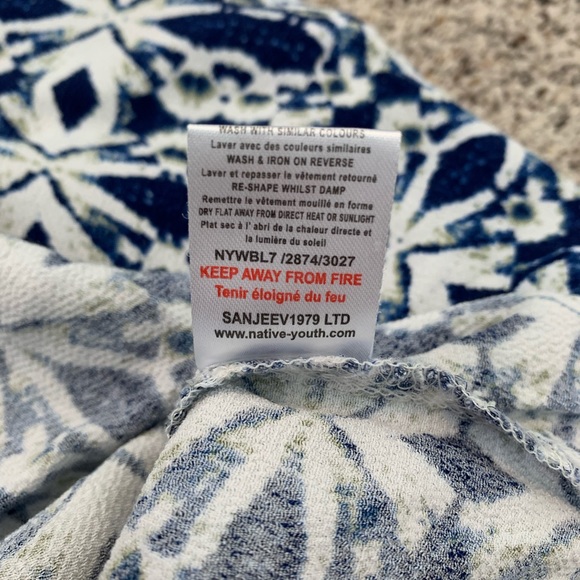 WASH WITH SIMILAR COLOURS
Laver avec des couleurs similaires
WASH & IRON ON REVERSE
Laver et repasser le vêtement retourné
RE-SHAPE WHILST DAMP
Remettre le vêtement mouillé en forme
DRY FLAT AWAY FROM DIRECT HEAT OR SUNLIGHT
Plat sec à l' abri de la chaleur directe et
la lumière du soleil
NYWBL7 /2874/3027
KEEP AWAY FROM FIRE
Tenir éloigné du feu
SANJEEV1979 LTD
www.native-youth.com